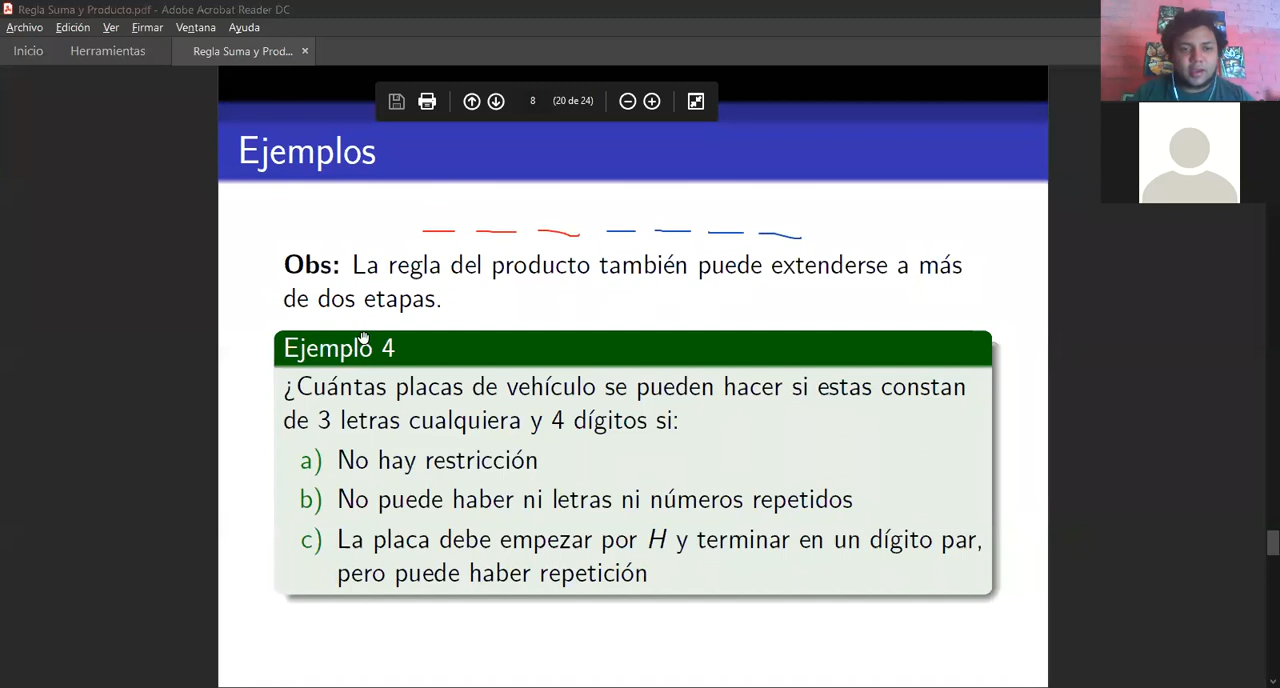 Regla Suma y Producto.pdf - Adobe Acrobat Reader DC
Archivo Edición Ver Firmar Ventana Ayuda
Inicio Herramientas Regla Suma y Prod... ×
8 (20 de 24)
Ejemplos
Obs: La regla del producto también puede extenderse a más
de dos etapas.
Ejemplo 4
¿Cuántas placas de vehículo se pueden hacer si estas constan
de 3 letras cualquiera y 4 dígitos si:
a) No hay restricción
b) No puede haber ni letras ni números repetidos
c) La placa debe empezar por H y terminar en un dígito par,
pero puede haber repetición